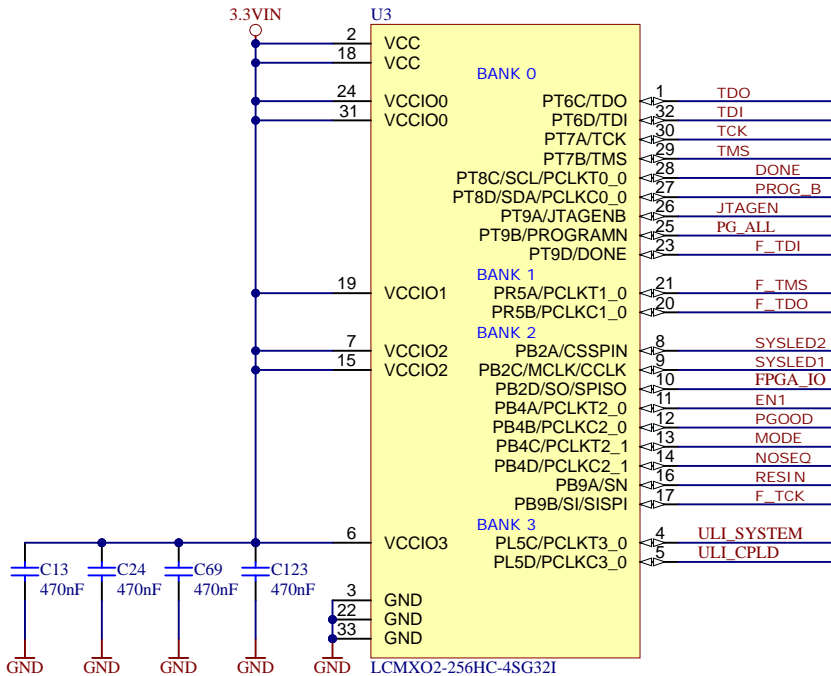 3.3VIN
U3
2 VCC
18 VCC
BANK 0
24 VCCIO0
PT6C/TDO 1 TDO
31 VCCIO0
PT6D/TDI 32 TDI
PT7A/TCK 30 TCK
PT7B/TMS 29 TMS
PT8C/SCL/PCLKT0_0 28 DONE
PT8D/SDA/PCLKC0_0 27 PROG_B
PT9A/JTAGENB 26 JTAGEN
PT9B/PROGRAMN 25 PG_ALL
PT9D/DONE 23 F_TDI
BANK 1
19 VCCIO1
PR5A/PCLKT1_0 21 F_TMS
PR5B/PCLKC1_0 20 F_TDO
BANK 2
7 VCCIO2
PB2A/CSSPIN 8 SYSLED2
15 VCCIO2
PB2C/MCLK/CCLK 9 SYSLED1
PB2D/SO/SPISO 10 FPGA_IO
PB4A/PCLKT2_0 11 EN1
PB4B/PCLKC2_0 12 PGOOD
PB4C/PCLKT2_1 13 MODE
PB4D/PCLKC2_1 14 NOSEQ
PB9A/SN 16 RESIN
PB9B/SI/SISPI 17 F_TCK
BANK 3
6 VCCIO3
PL5C/PCLKT3_0 4 ULI_SYSTEM
PL5D/PCLKC3_0 5 ULI_CPLD
C13 C24 C69 C123
470nF 470nF 470nF 470nF
3 GND
22 GND
33 GND
GND GND GND GND GND
LCMXO2-256HC-4SG32I